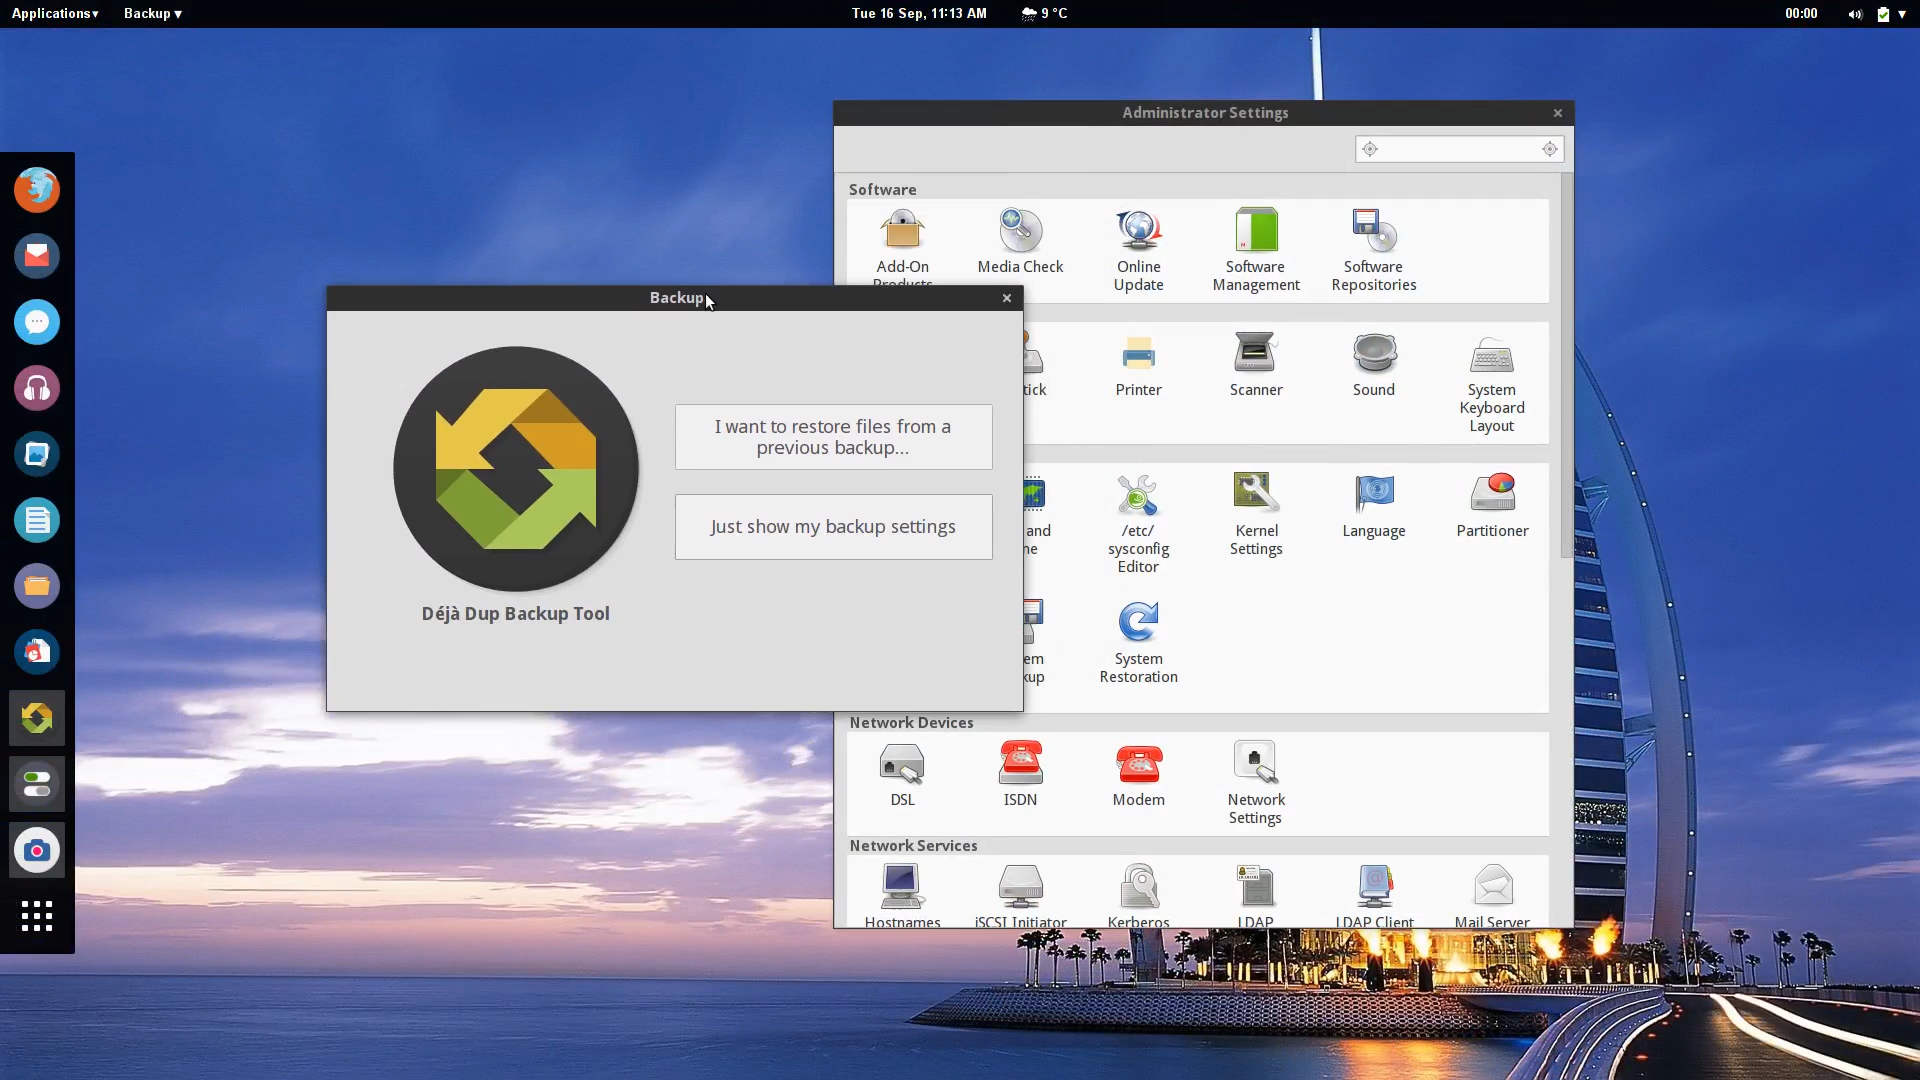 Applications▾ Backup ▾ Tue 16 Sep, 11:13 AM 9 °C 00:00
Administrator Settings
Software
Add-On
Products
Media Check
Online
Update
Software
Management
Software
Repositories
Backup
I want to restore files from a
previous backup...
Just show my backup settings
Déjà Dup Backup Tool
tick
Printer
Scanner
Sound
System
Keyboard
Layout
and
ne
/etc/
sysconfig
Editor
Kernel
Settings
Language
Partitioner
em
kup
System
Restoration
Network Devices
DSL
ISDN
Modem
Network
Settings
Network Services
Hostnames
iSCSI Initiator
Kerberos
LDAP
LDAP Client
Mail Server